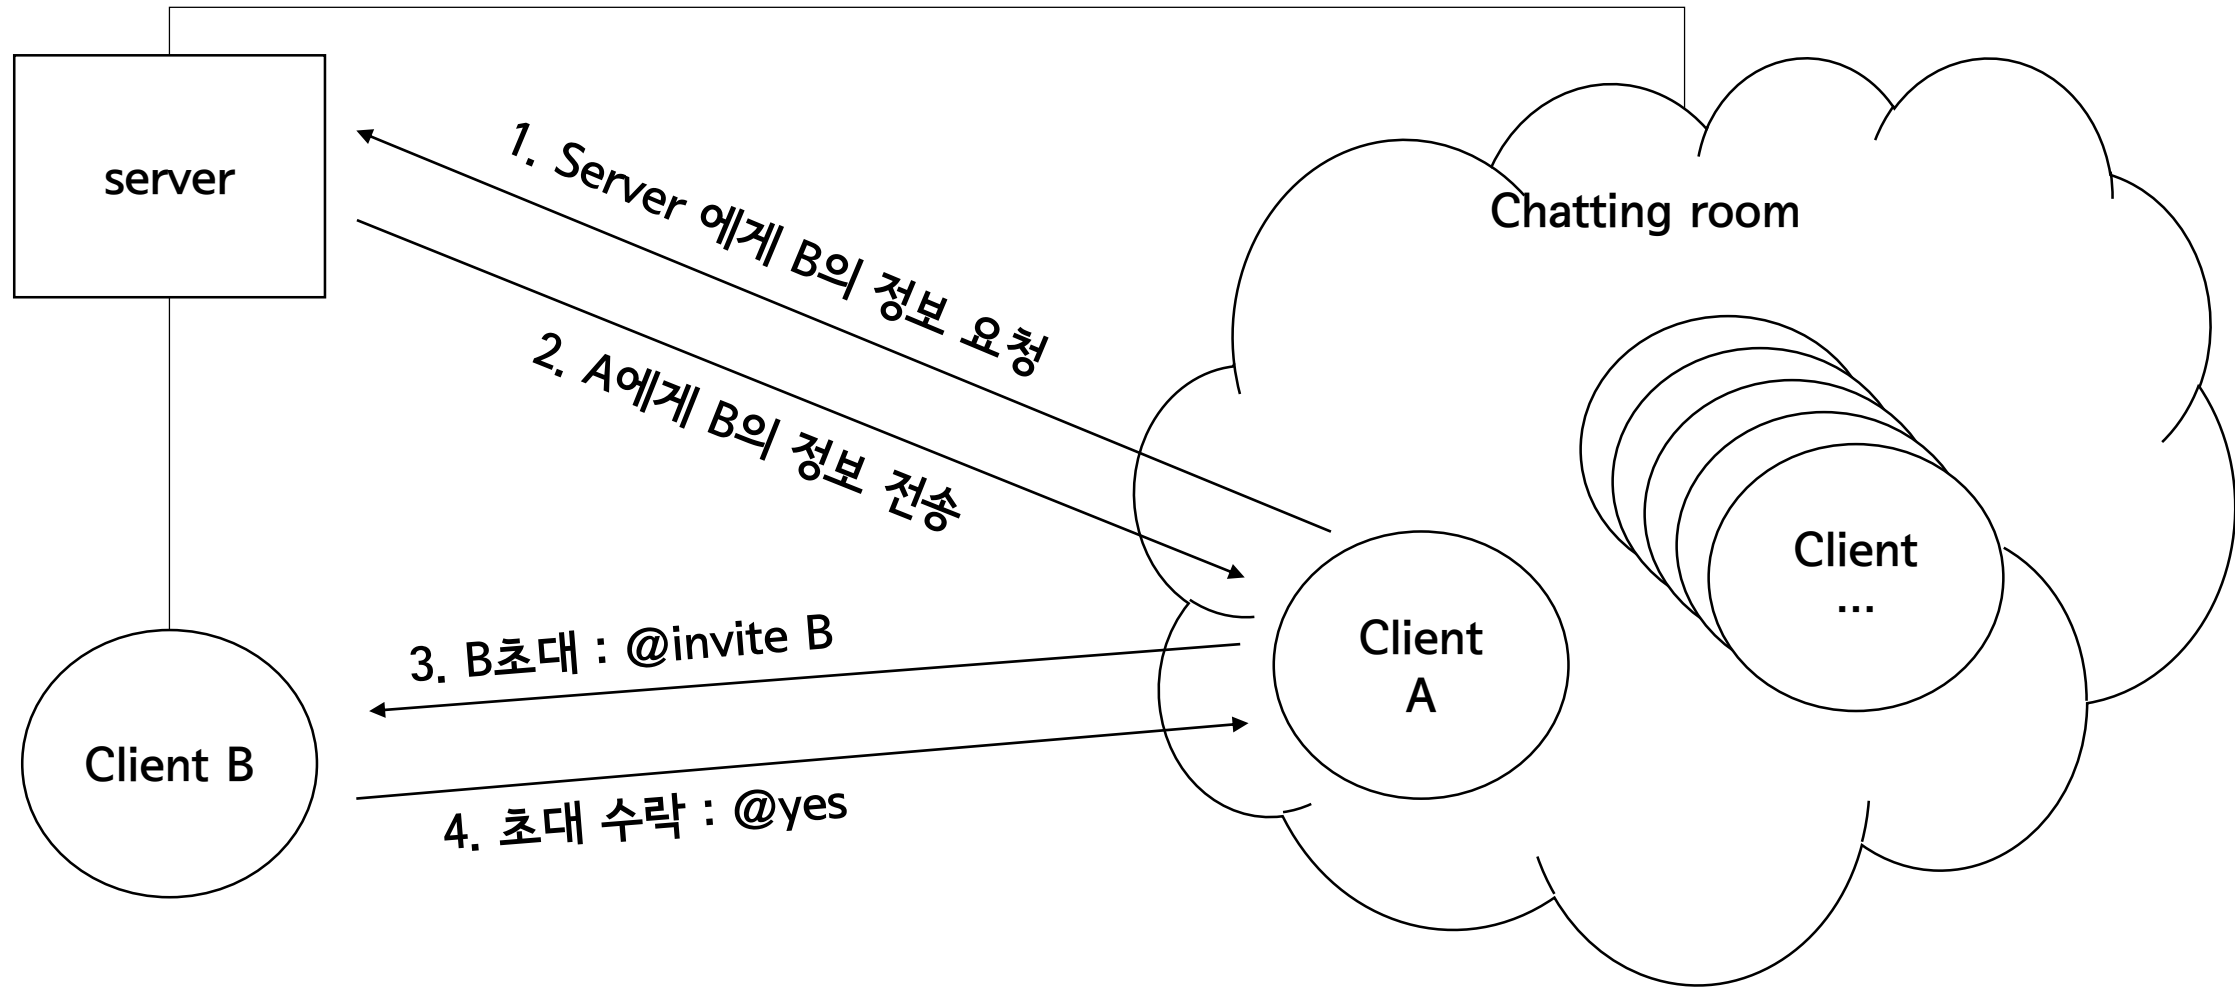 server
1. Server 에게 B의 정보 요청
2. A에게 B의 정보 전송
Chatting room
Client
...
Client
A
3. B초대 : @invite B
4. 초대 수락 : @yes
Client B